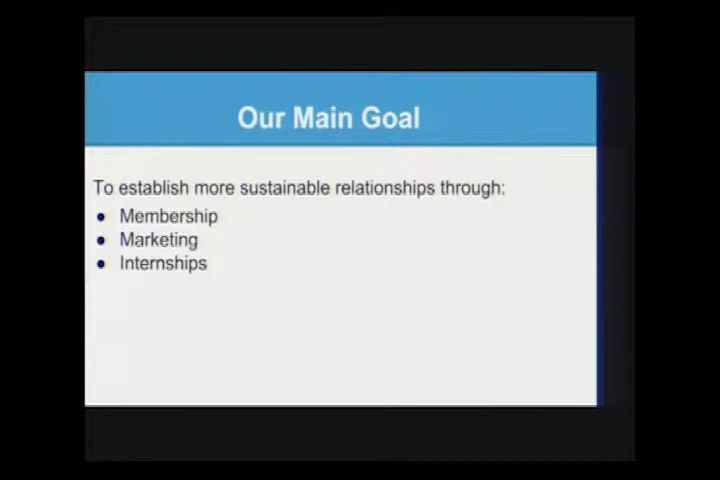 Our Main Goal
To establish more sustainable relationships through:
● Membership
● Marketing
● Internships